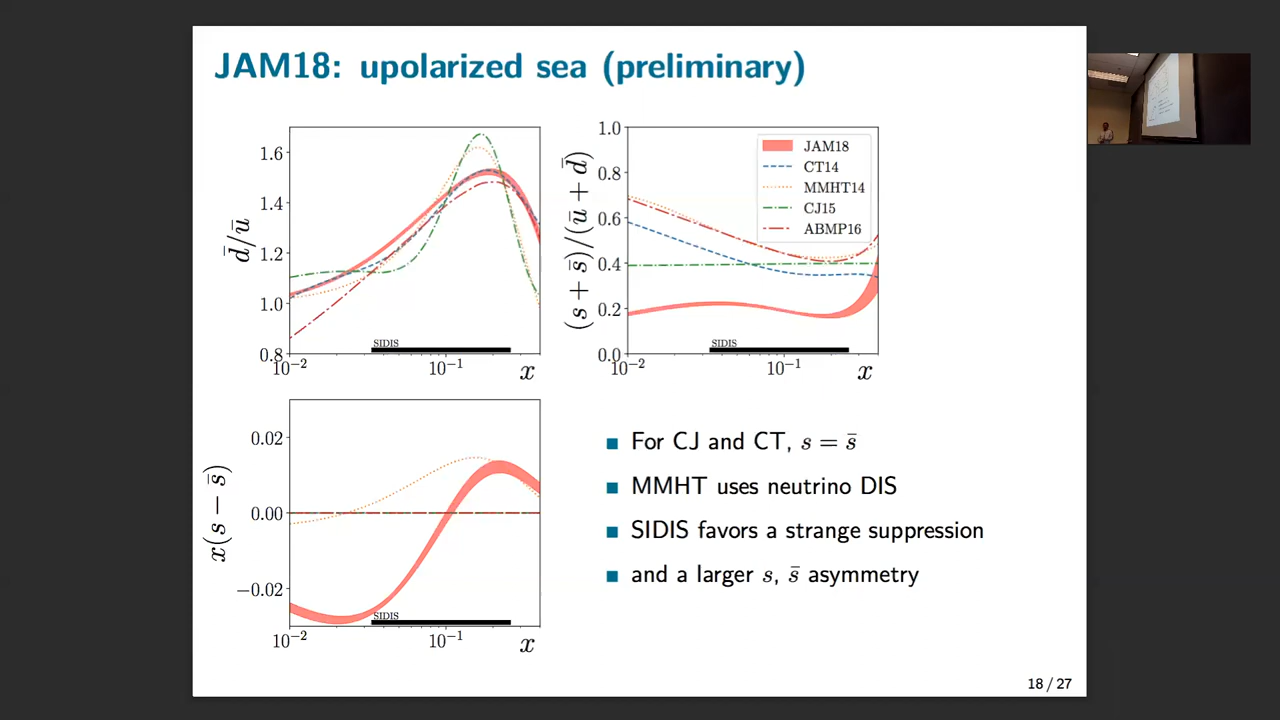 JAM18: upolarized sea (preliminary)
1.6
1.4
1.2
1.0
0.8
d̄/ū
SIDIS
10⁻²
10⁻¹
x
1.0
0.8
0.6
0.4
0.2
0.0
(s + s̄)/(ū + d̄)
JAM18
CT14
MMHT14
CJ15
ABMP16
SIDIS
10⁻²
10⁻¹
x
0.02
0.00
−0.02
x(s − s̄)
SIDIS
10⁻²
10⁻¹
x
For CJ and CT, s = s̄
MMHT uses neutrino DIS
SIDIS favors a strange suppression
and a larger s, s̄ asymmetry
18 / 27